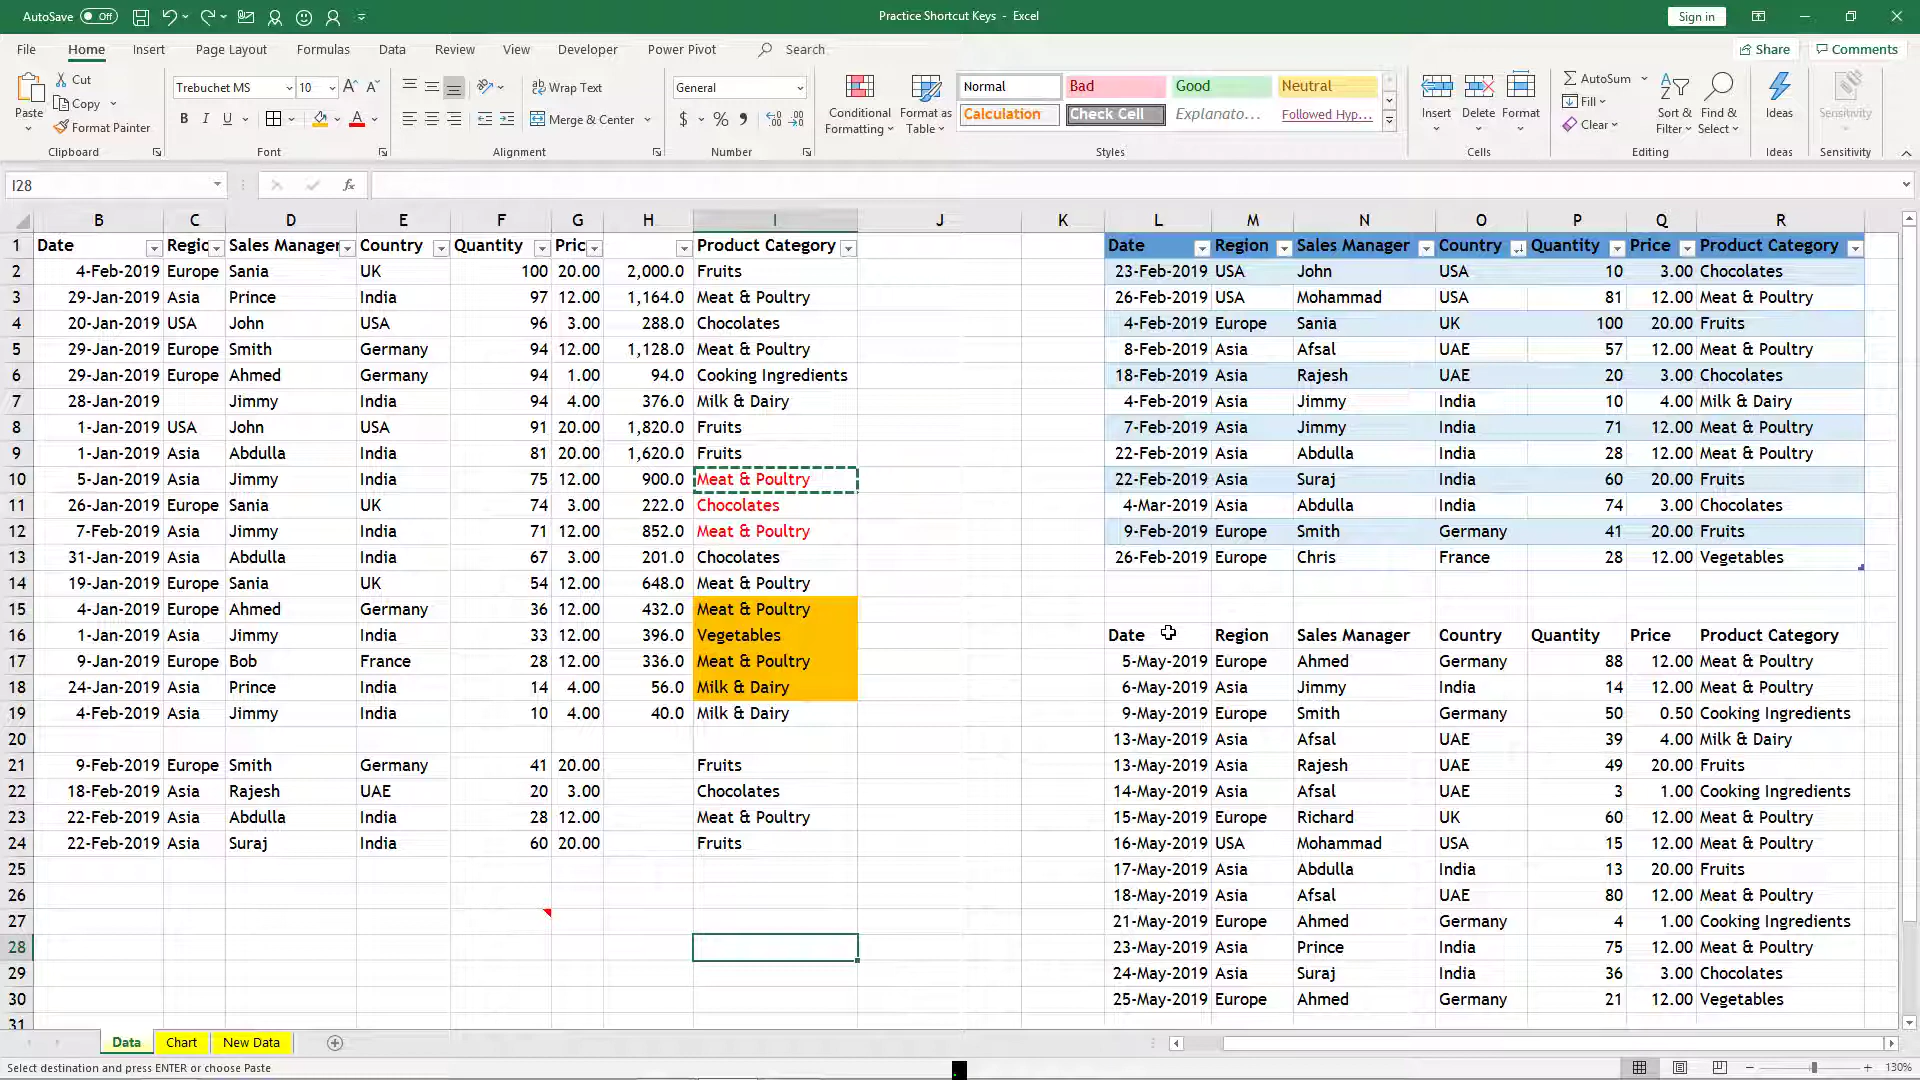 AutoSave Off Practice Shortcut Keys - Excel Sign in
File Home Insert Page Layout Formulas Data Review View Developer Power Pivot Search Share Comments
Paste
Cut
Copy
Format Painter
Clipboard
Trebuchet MS 10
B I U
Font
Wrap Text
Merge & Center
Alignment
General
$ % ,
Number
Conditional Formatting
Format as Table
Normal Bad Good Neutral
Calculation Check Cell Explanato... Followed Hyp...
Styles
Insert Delete Format
Cells
AutoSum
Fill
Clear
Sort & Filter
Find & Select
Editing
Ideas
Ideas
Sensitivity
Sensitivity
I28 fx
B C D E F G H I J K L M N O P Q R
1 Date Regic Sales Manager Country Quantity Pric Product Category Date Region Sales Manager Country Quantity Price Product Category
2 4-Feb-2019 Europe Sania UK 100 20.00 2,000.0 Fruits 23-Feb-2019 USA John USA 10 3.00 Chocolates
3 29-Jan-2019 Asia Prince India 97 12.00 1,164.0 Meat & Poultry 26-Feb-2019 USA Mohammad USA 81 12.00 Meat & Poultry
4 20-Jan-2019 USA John USA 96 3.00 288.0 Chocolates 4-Feb-2019 Europe Sania UK 100 20.00 Fruits
5 29-Jan-2019 Europe Smith Germany 94 12.00 1,128.0 Meat & Poultry 8-Feb-2019 Asia Afsal UAE 57 12.00 Meat & Poultry
6 29-Jan-2019 Europe Ahmed Germany 94 1.00 94.0 Cooking Ingredients 18-Feb-2019 Asia Rajesh UAE 20 3.00 Chocolates
7 28-Jan-2019 Jimmy India 94 4.00 376.0 Milk & Dairy 4-Feb-2019 Asia Jimmy India 10 4.00 Milk & Dairy
8 1-Jan-2019 USA John USA 91 20.00 1,820.0 Fruits 7-Feb-2019 Asia Jimmy India 71 12.00 Meat & Poultry
9 1-Jan-2019 Asia Abdulla India 81 20.00 1,620.0 Fruits 22-Feb-2019 Asia Abdulla India 28 12.00 Meat & Poultry
10 5-Jan-2019 Asia Jimmy India 75 12.00 900.0 Meat & Poultry 22-Feb-2019 Asia Suraj India 60 20.00 Fruits
11 26-Jan-2019 Europe Sania UK 74 3.00 222.0 Chocolates 4-Mar-2019 Asia Abdulla India 74 3.00 Chocolates
12 7-Feb-2019 Asia Jimmy India 71 12.00 852.0 Meat & Poultry 9-Feb-2019 Europe Smith Germany 41 20.00 Fruits
13 31-Jan-2019 Asia Abdulla India 67 3.00 201.0 Chocolates 26-Feb-2019 Europe Chris France 28 12.00 Vegetables
14 19-Jan-2019 Europe Sania UK 54 12.00 648.0 Meat & Poultry
15 4-Jan-2019 Europe Ahmed Germany 36 12.00 432.0 Meat & Poultry
16 1-Jan-2019 Asia Jimmy India 33 12.00 396.0 Vegetables Date Region Sales Manager Country Quantity Price Product Category
17 9-Jan-2019 Europe Bob France 28 12.00 336.0 Meat & Poultry 5-May-2019 Europe Ahmed Germany 88 12.00 Meat & Poultry
18 24-Jan-2019 Asia Prince India 14 4.00 56.0 Milk & Dairy 6-May-2019 Asia Jimmy India 14 12.00 Meat & Poultry
19 4-Feb-2019 Asia Jimmy India 10 4.00 40.0 Milk & Dairy 9-May-2019 Europe Smith Germany 50 0.50 Cooking Ingredients
20 13-May-2019 Asia Afsal UAE 39 4.00 Milk & Dairy
21 9-Feb-2019 Europe Smith Germany 41 20.00 Fruits 13-May-2019 Asia Rajesh UAE 49 20.00 Fruits
22 18-Feb-2019 Asia Rajesh UAE 20 3.00 Chocolates 14-May-2019 Asia Afsal UAE 3 1.00 Cooking Ingredients
23 22-Feb-2019 Asia Abdulla India 28 12.00 Meat & Poultry 15-May-2019 Europe Richard UK 60 12.00 Meat & Poultry
24 22-Feb-2019 Asia Suraj India 60 20.00 Fruits 16-May-2019 USA Mohammad USA 15 12.00 Meat & Poultry
25 17-May-2019 Asia Abdulla India 13 20.00 Fruits
26 18-May-2019 Asia Afsal UAE 80 12.00 Meat & Poultry
27 21-May-2019 Europe Ahmed Germany 4 1.00 Cooking Ingredients
28 23-May-2019 Asia Prince India 75 12.00 Meat & Poultry
29 24-May-2019 Asia Suraj India 36 3.00 Chocolates
30 25-May-2019 Europe Ahmed Germany 21 12.00 Vegetables
31
Data Chart New Data
Select destination and press ENTER or choose Paste 130%